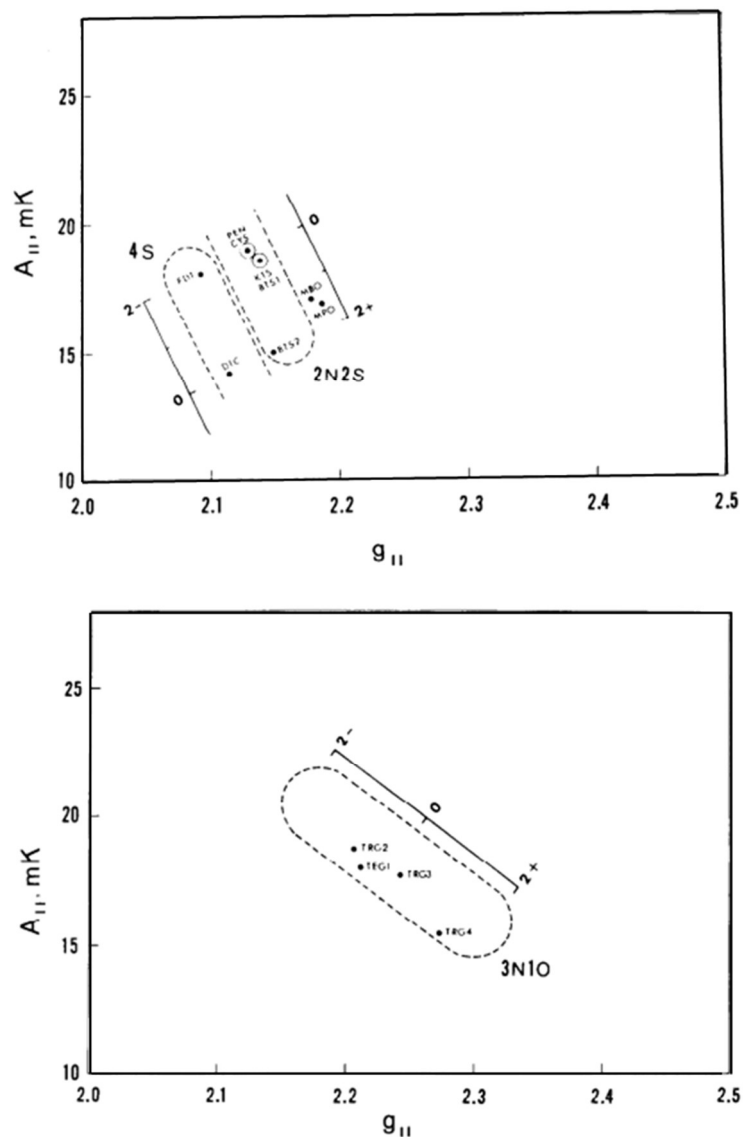 25
20
15
10
A||, mK
2.0
2.1
2.2
2.3
2.4
2.5
g||
4S
2-
0
DTC
PEN
CYS
KTS
BTS1
BTS2
2N2S
0
MBO
MPO
2+
25
20
15
10
A||, mK
2.0
2.1
2.2
2.3
2.4
2.5
g||
2-
0
2+
TRG2
TEG1
TRG3
TRG4
3N1O